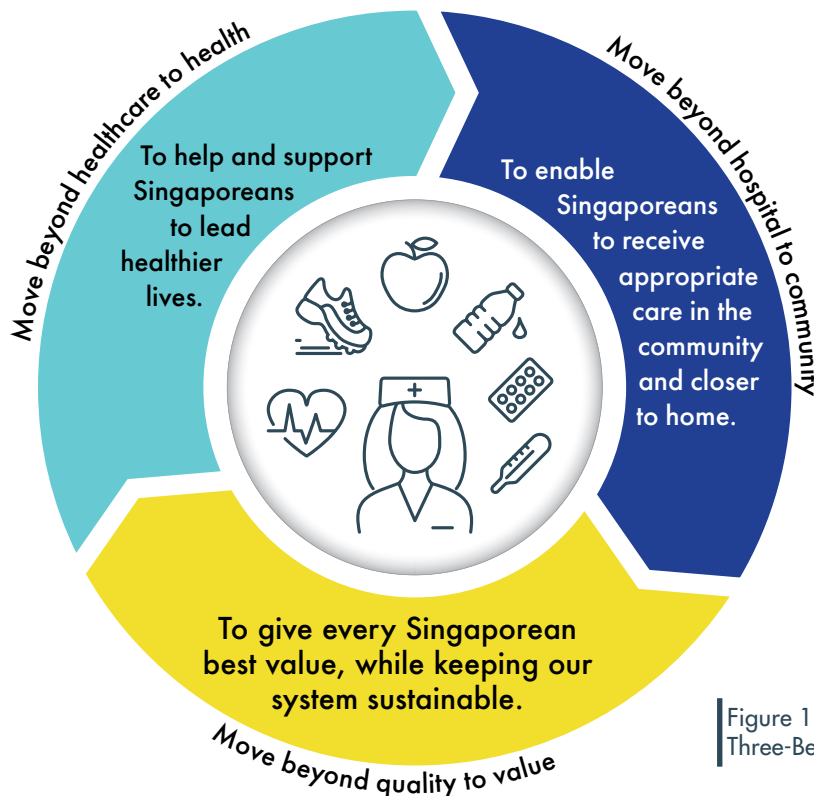 Move beyond healthcare to health
To help and support
Singaporeans
to lead
healthier
lives.
Move beyond hospital to community
To enable
Singaporeans
to receive
appropriate
care in the
community
and closer
to home.
To give every Singaporean
best value, while keeping our
system sustainable.
Move beyond quality to value
Figure 1